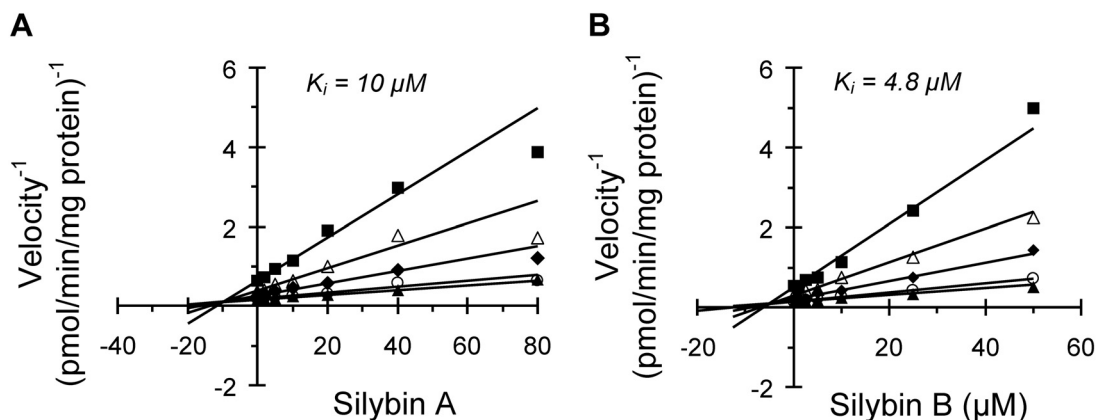 A
B
Velocity⁻¹
(pmol/min/mg protein)⁻¹
6
Kᵢ = 10 µM
4
2
-40
-20
0
20
40
60
80
-2
Silybin A
Velocity⁻¹
(pmol/min/mg protein)⁻¹
6
Kᵢ = 4.8 µM
4
2
-20
0
20
40
60
-2
Silybin B (µM)